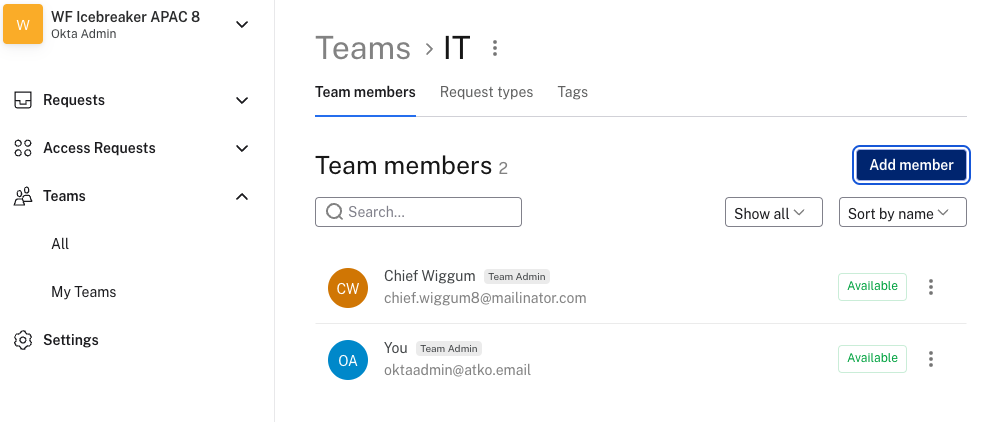 W
WF Icebreaker APAC 8
Okta Admin
Requests
Access Requests
Teams
All
My Teams
Settings
Teams › IT
Team members Request types Tags
Team members 2
Add member
Search...
Show all
Sort by name
CW
Chief Wiggum Team Admin
chief.wiggum8@mailinator.com
Available
OA
You Team Admin
oktaadmin@atko.email
Available